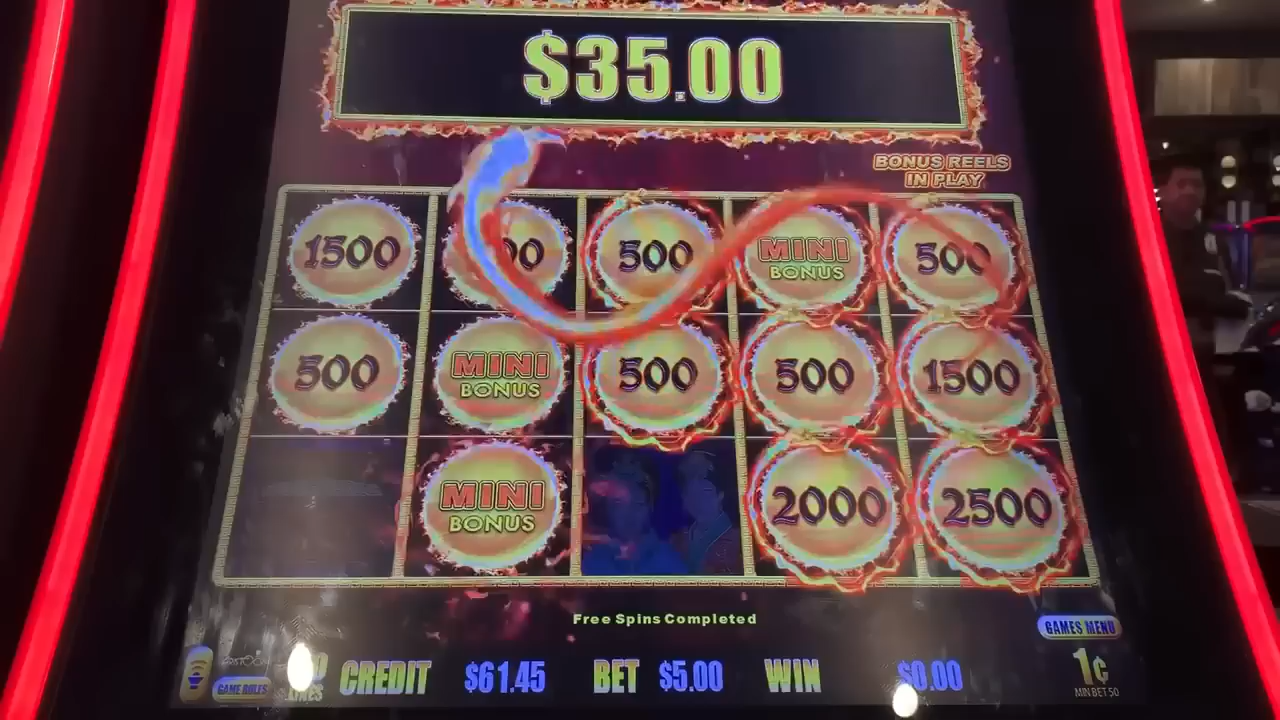 $35.00
BONUS REELS
IN PLAY
1500 500 MINI BONUS 500
500 MINI BONUS 500 500 1500
MINI BONUS 2000 2500
Free Spins Completed
GAMES MENU
GAME RULES
CREDIT $61.45 BET $5.00 WIN $0.00 1¢
MIN BET 50